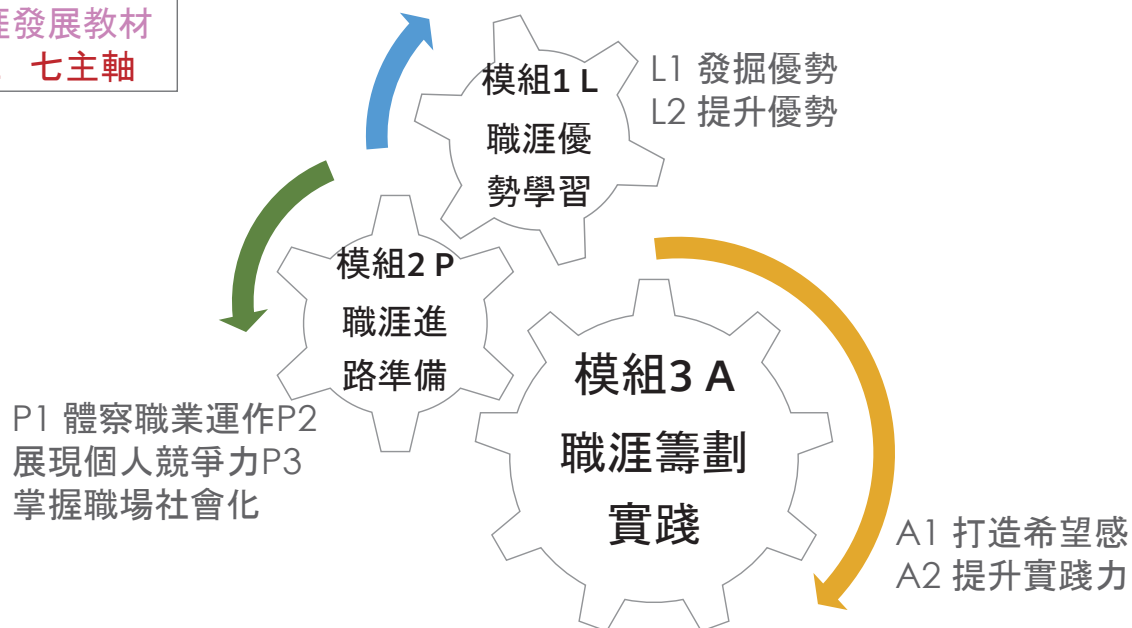 發展教材
七主軸
模組1 L
職涯優
勢學習
L1 發掘優勢
L2 提升優勢
模組2 P
職涯進
路準備
P1 體察職業運作P2
展現個人競爭力P3
掌握職場社會化
模組3 A
職涯籌劃
實踐
A1 打造希望感
A2 提升實踐力